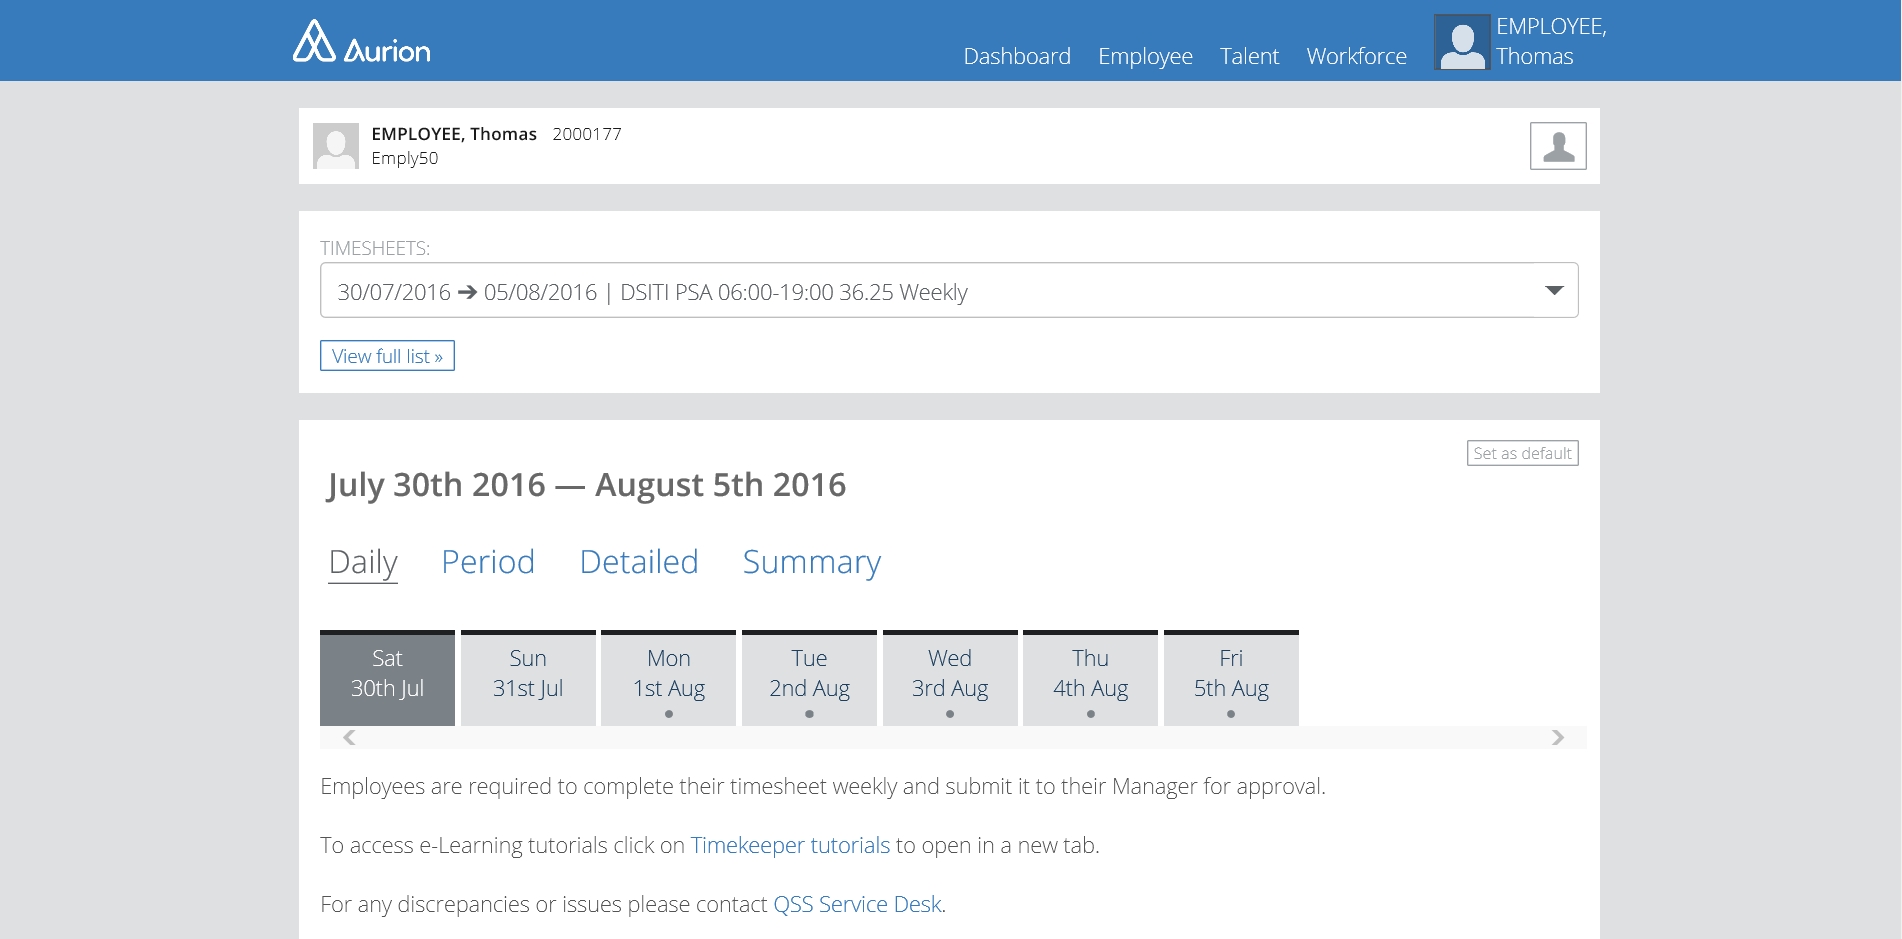 Aurion
Dashboard Employee Talent Workforce
EMPLOYEE,
Thomas
EMPLOYEE, Thomas 2000177
Emply50
TIMESHEETS:
30/07/2016 ➔ 05/08/2016 | DSITI PSA 06:00-19:00 36.25 Weekly
View full list »
Set as default
July 30th 2016 — August 5th 2016
Daily Period Detailed Summary
Sat
30th Jul
Sun
31st Jul
Mon
1st Aug
Tue
2nd Aug
Wed
3rd Aug
Thu
4th Aug
Fri
5th Aug
Employees are required to complete their timesheet weekly and submit it to their Manager for approval.
To access e-Learning tutorials click on Timekeeper tutorials to open in a new tab.
For any discrepancies or issues please contact QSS Service Desk.